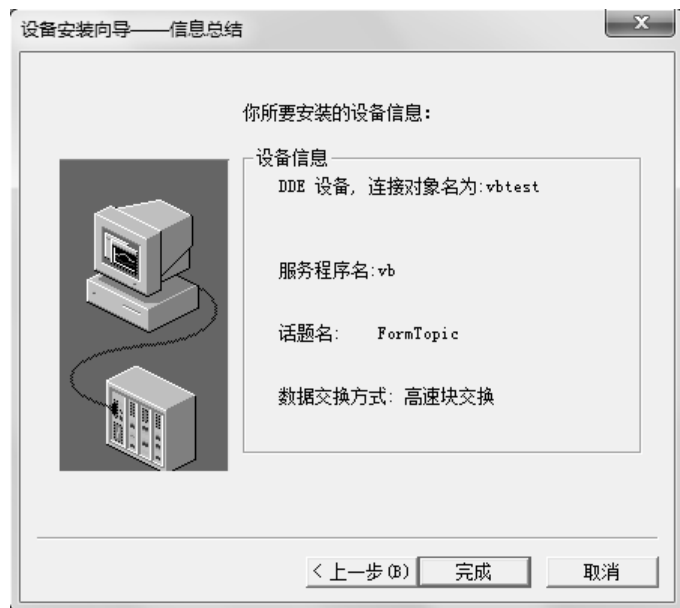 设备安装向导——信息总结
你所要安装的设备信息：
设备信息
DDE 设备, 连接对象名为:vbtest
服务程序名:vb
话题名: FormTopic
数据交换方式: 高速块交换
< 上一步(B) 完成 取消